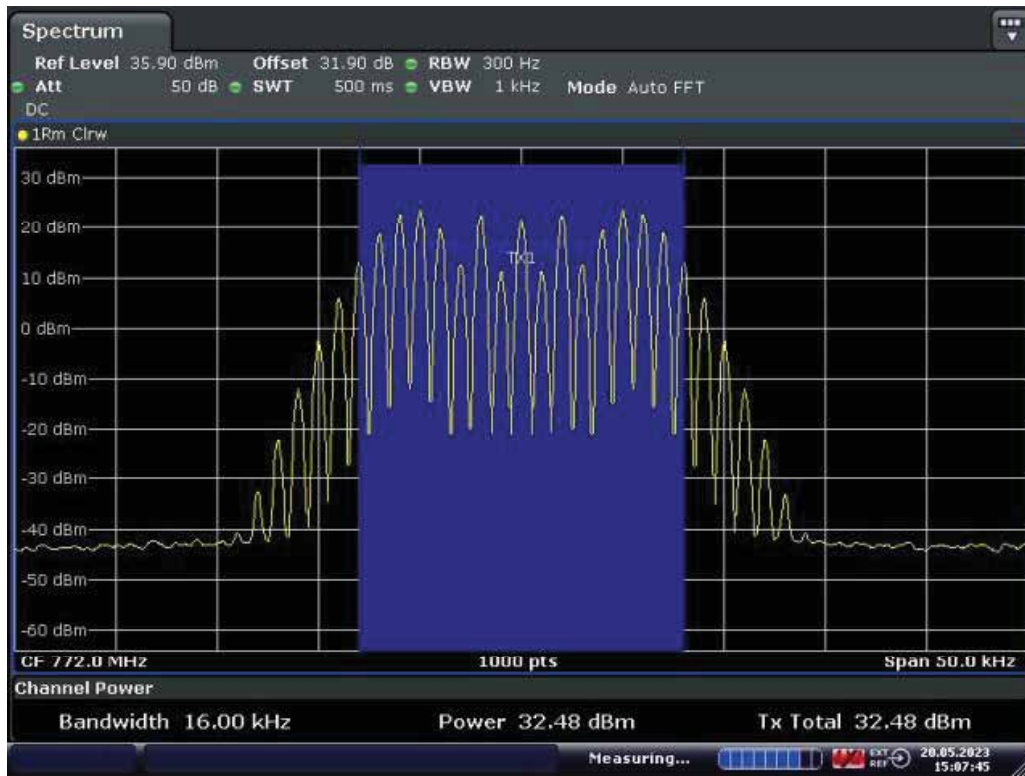 Spectrum
Ref Level 35.90 dBm Offset 31.90 dB RBW 300 Hz
Att 50 dB SWT 500 ms VBW 1 kHz Mode Auto FFT
DC
1Rm Clrw
30 dBm
20 dBm
Tx1
10 dBm
0 dBm
-10 dBm
-20 dBm
-30 dBm
-40 dBm
-50 dBm
-60 dBm
CF 772.0 MHz 1000 pts Span 50.0 kHz
Channel Power
Bandwidth 16.00 kHz Power 32.48 dBm Tx Total 32.48 dBm
Measuring... EXT REF 20.05.2023
15:07:45